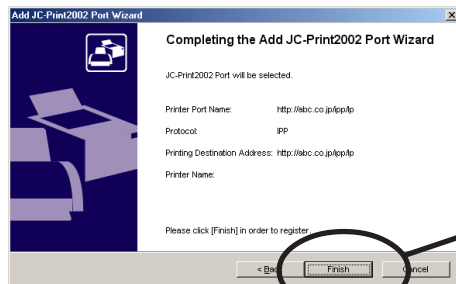 Add JC-Print2002 Port Wizard
Completing the Add JC-Print2002 Port Wizard
JC-Print2002 Port will be selected.
Printer Port Name: http://abc.co.jp/ipp/lp
Protocol: IPP
Printing Destination Address: http://abc.co.jp/ipp/lp
Printer Name:
Please click [Finish] in order to register.
< Back Finish Cancel